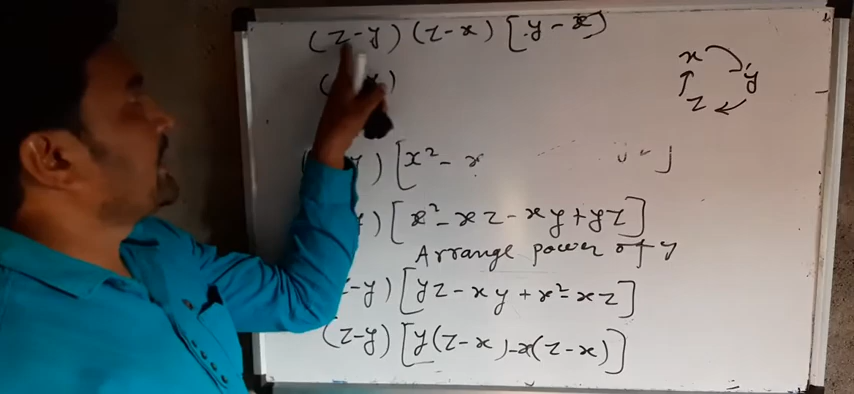 (z-y)(z-x)[y-x)
x
y
z
)[x²-x
)[x²-xz-xy+yz]
Arrange power of y
z-y)[yz-xy+x²-xz]
(z-y)[y(z-x)-x(z-x)]